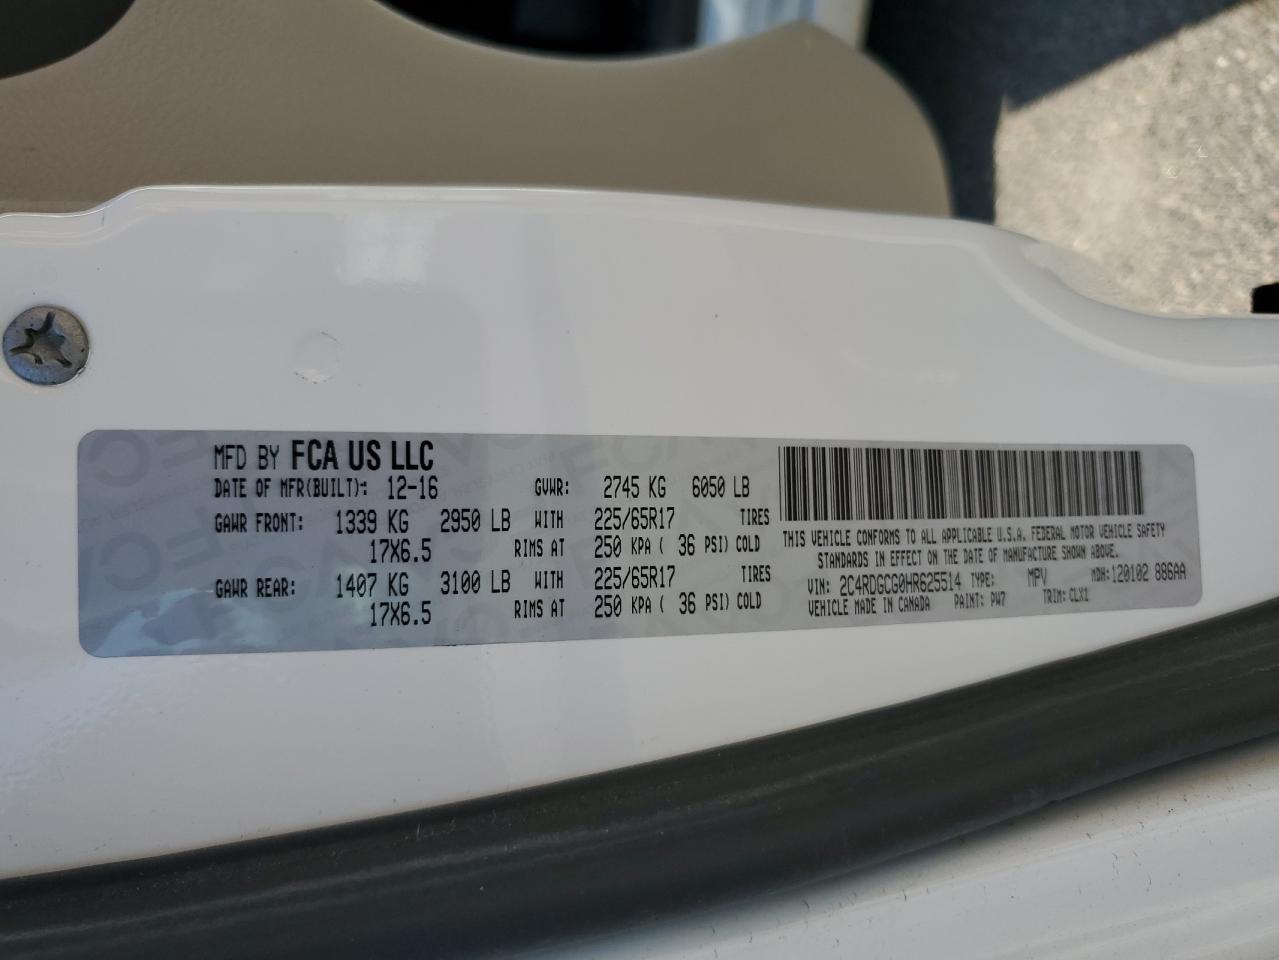 MFD BY FCA US LLC
DATE OF MFR(BUILT): 12-16 GVWR: 2745 KG 6050 LB
GAWR FRONT: 1339 KG 2950 LB WITH 225/65R17 TIRES
17X6.5 RIMS AT 250 KPA ( 36 PSI) COLD
GAWR REAR: 1407 KG 3100 LB WITH 225/65R17 TIRES
17X6.5 RIMS AT 250 KPA ( 36 PSI) COLD
THIS VEHICLE CONFORMS TO ALL APPLICABLE U.S.A. FEDERAL MOTOR VEHICLE SAFETY
STANDARDS IN EFFECT ON THE DATE OF MANUFACTURE SHOWN ABOVE.
VIN: 2C4RDGCG0HR625514 TYPE: MPV MDH: 120102 886AA
VEHICLE MADE IN CANADA PAINT: PW7 TRIM: CLX1